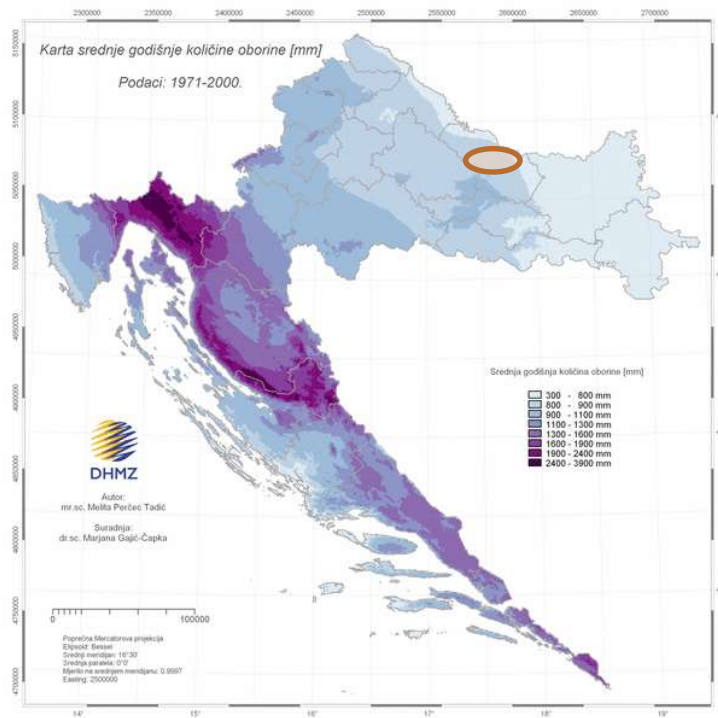 2300000 2350000 2400000 2450000 2500000 2550000 2600000 2650000 2700000
Karta srednje godišnje količine oborine [mm]
Podaci: 1971-2000.
5150000
5100000
5050000
5000000
4950000
4900000
4850000
4800000
4750000
4700000
Srednja godišnja količina oborine [mm]
300 - 800 mm
800 - 900 mm
900 - 1100 mm
1100 - 1300 mm
1300 - 1600 mm
1600 - 1900 mm
1900 - 2400 mm
2400 - 3900 mm
DHMZ
Autor:
mr.sc. Melita Perčec Tadić
Suradnja:
dr.sc. Marjana Gajić-Čapka
0 100000
Poprečna Mercatorova projekcija
Elipsoid: Bessel
Srednji meridijan: 16°30'
Srednja paralela: 0°0'
Mjerilo na srednjem meridijanu: 0.9997
Easting: 2500000
14° 15° 16° 17° 18° 19°